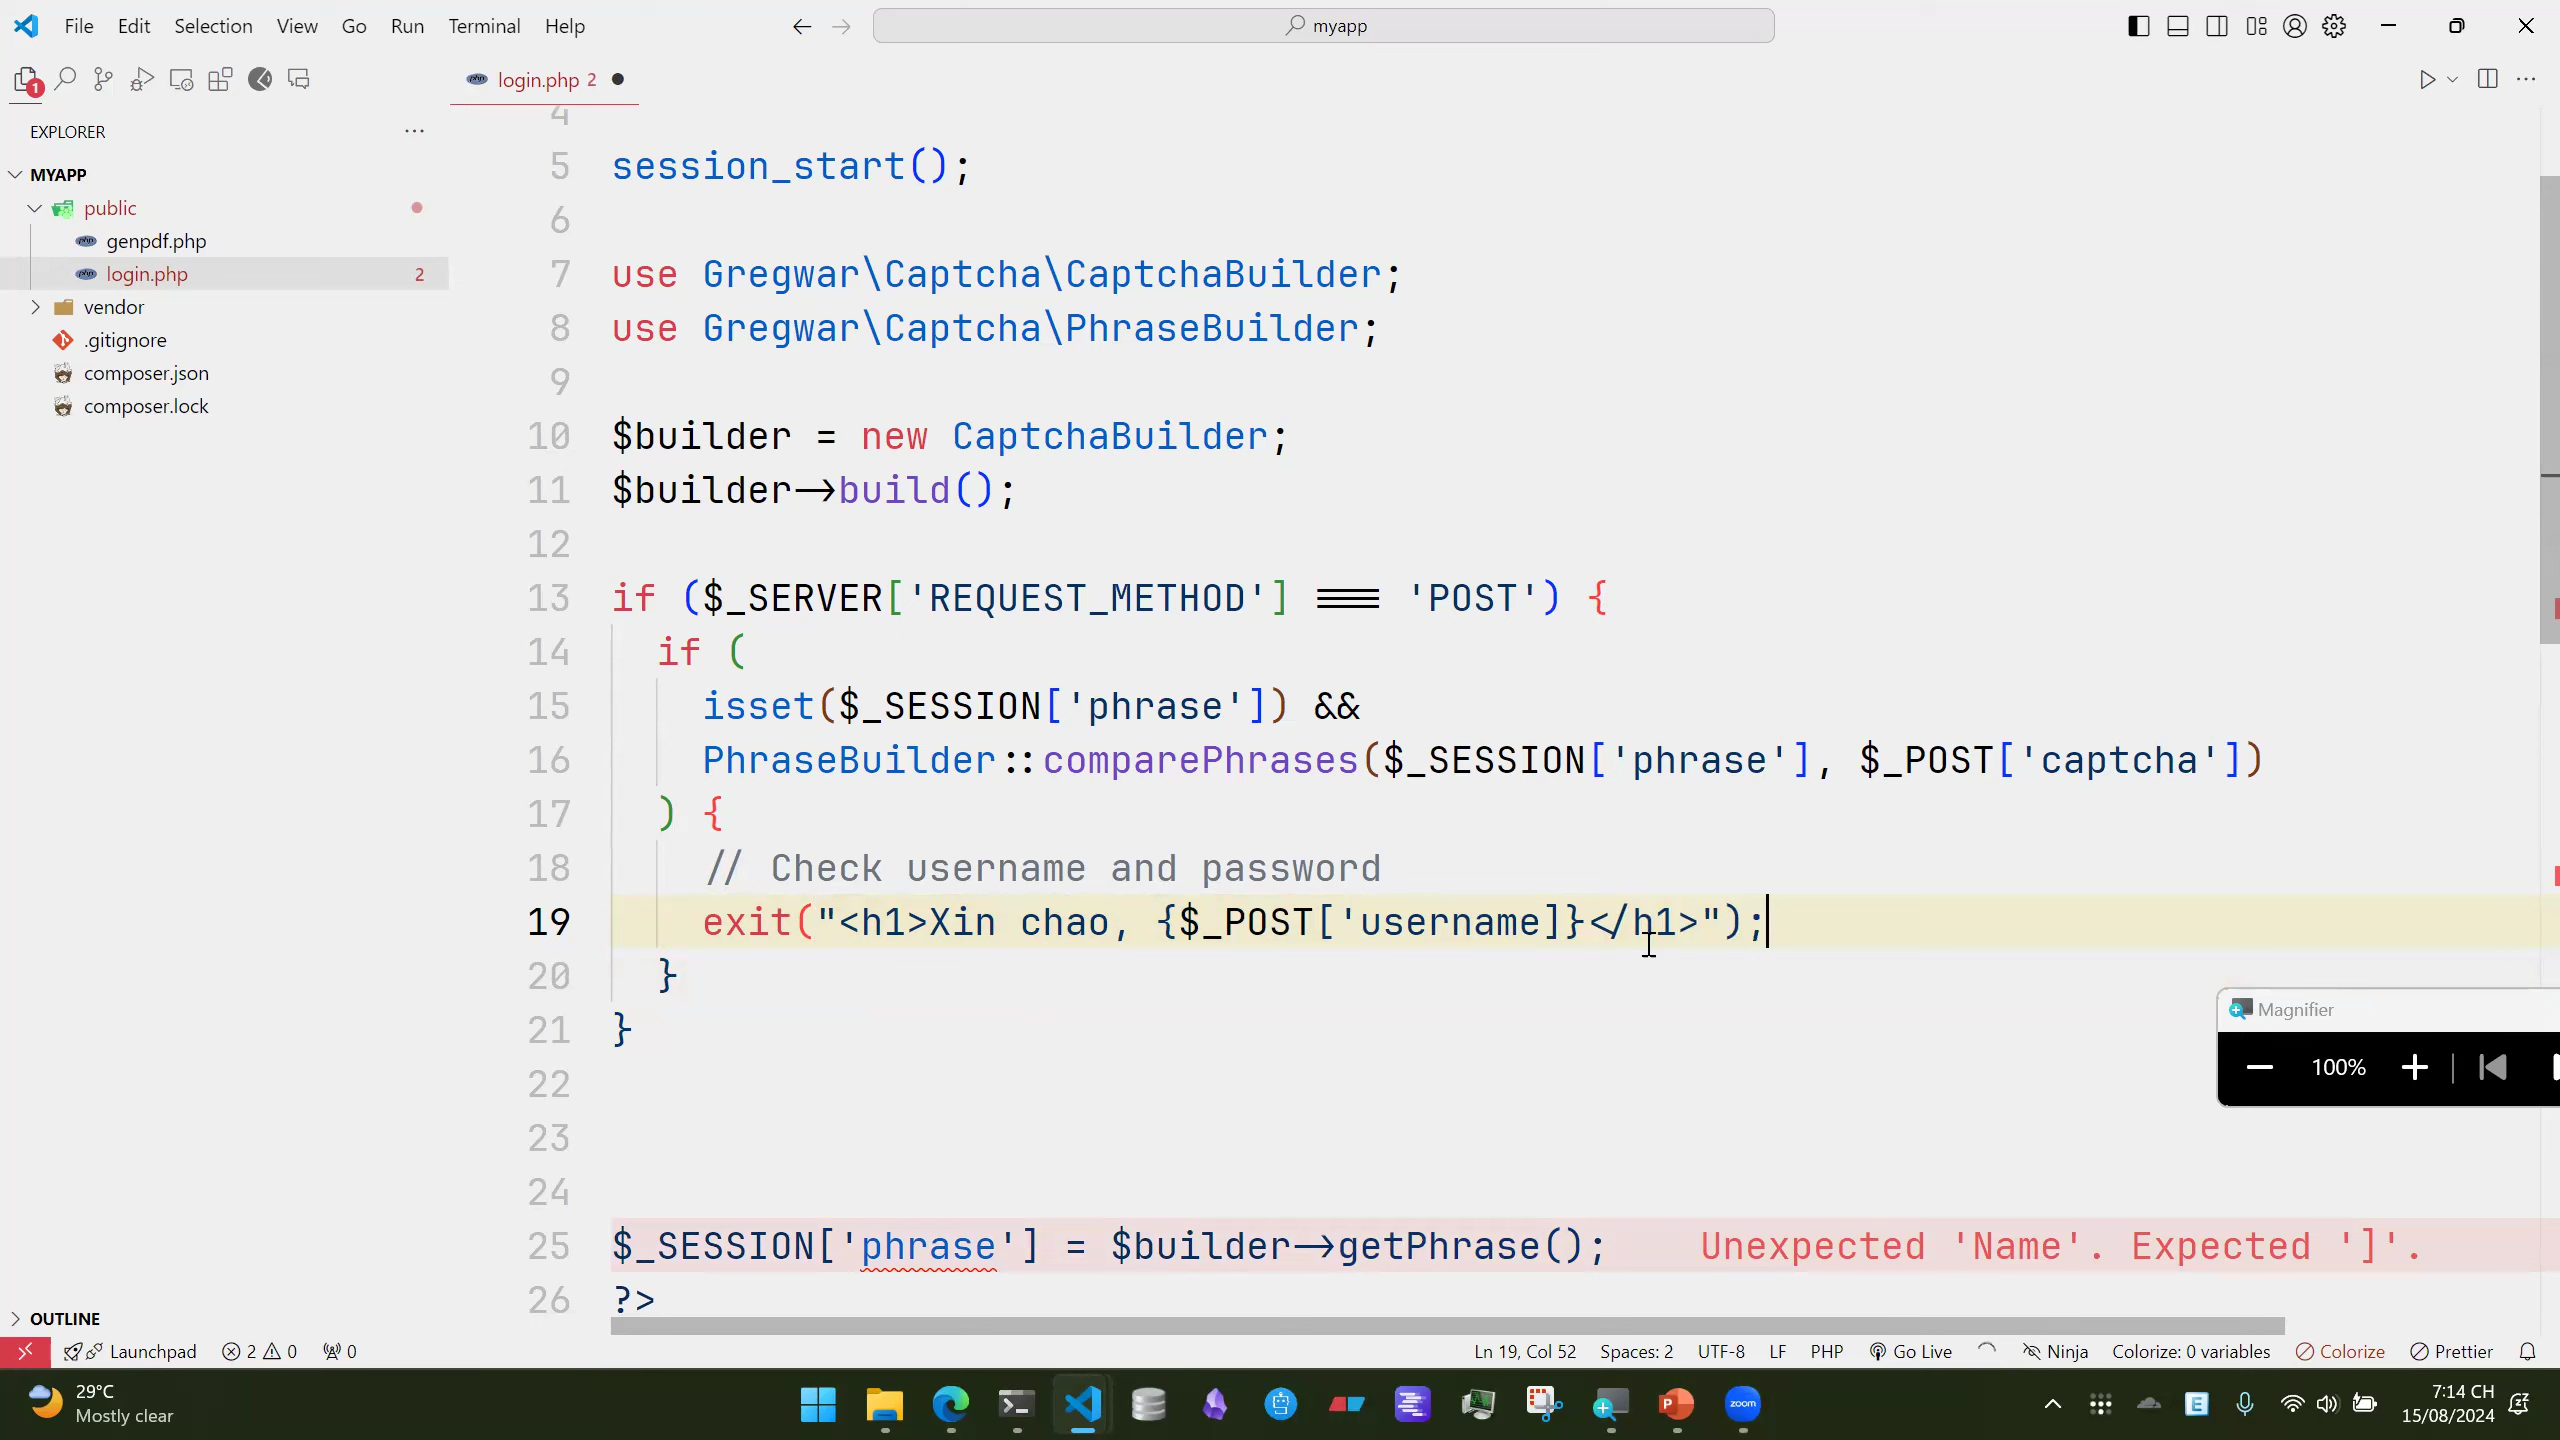 File Edit Selection View Go Run Terminal Help
myapp
1
login.php 2
EXPLORER
MYAPP
public
genpdf.php
login.php 2
vendor
.gitignore
composer.json
composer.lock
OUTLINE
4
5 session_start();
6
7 use Gregwar\Captcha\CaptchaBuilder;
8 use Gregwar\Captcha\PhraseBuilder;
9
10 $builder = new CaptchaBuilder;
11 $builder->build();
12
13 if ($_SERVER['REQUEST_METHOD'] === 'POST') {
14 if (
15 isset($_SESSION['phrase']) &&
16 PhraseBuilder::comparePhrases($_SESSION['phrase'], $_POST['captcha'])
17 ) {
18 // Check username and password
19 exit("<h1>Xin chao, {$_POST['username]}</h1>");
20 }
21 }
22
23
24
25 $_SESSION['phrase'] = $builder->getPhrase(); Unexpected 'Name'. Expected ']'.
26 ?>
Magnifier
100%
Launchpad 2 0 0 Ln 19, Col 52 Spaces: 2 UTF-8 LF PHP Go Live Ninja Colorize: 0 variables Colorize Prettier
29°C
Mostly clear
zoom
7:14 CH
15/08/2024